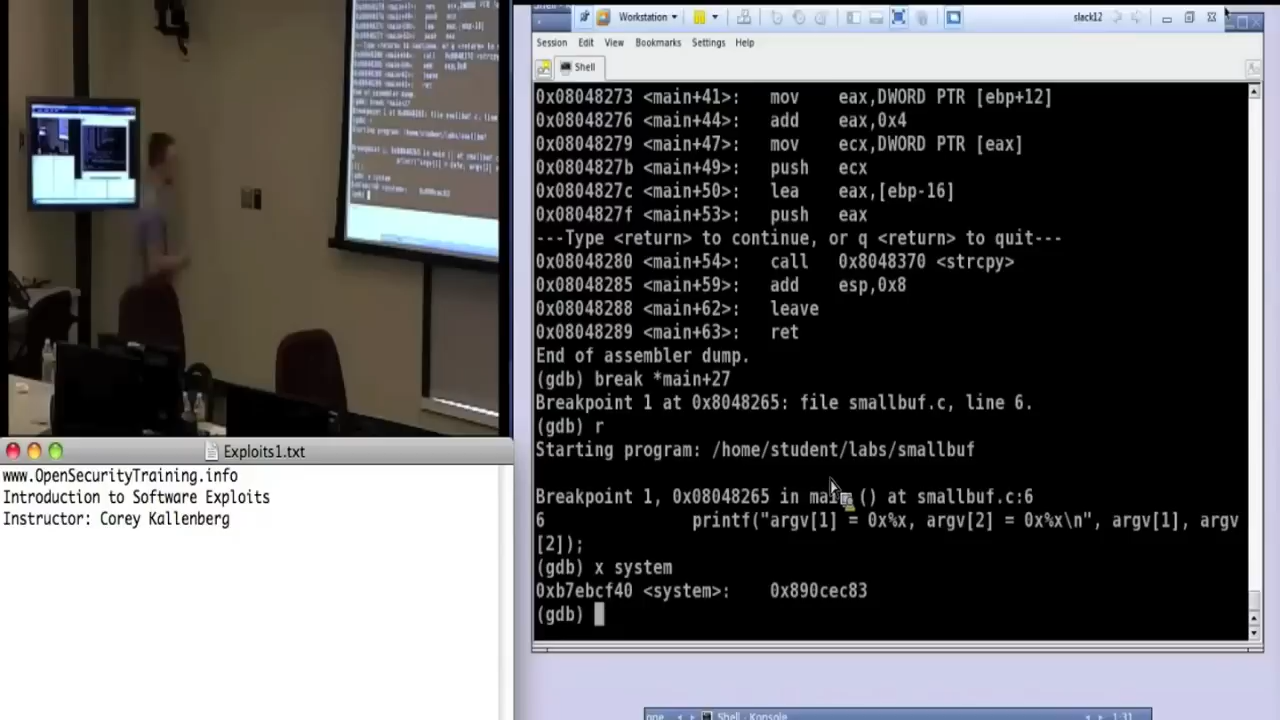 Workstation
slack12
Session Edit View Bookmarks Settings Help
Shell
0x08048273 <main+41>: mov eax,DWORD PTR [ebp+12]
0x08048276 <main+44>: add eax,0x4
0x08048279 <main+47>: mov ecx,DWORD PTR [eax]
0x0804827b <main+49>: push ecx
0x0804827c <main+50>: lea eax,[ebp-16]
0x0804827f <main+53>: push eax
---Type <return> to continue, or q <return> to quit---
0x08048280 <main+54>: call 0x8048370 <strcpy>
0x08048285 <main+59>: add esp,0x8
0x08048288 <main+62>: leave
0x08048289 <main+63>: ret
End of assembler dump.
(gdb) break *main+27
Breakpoint 1 at 0x8048265: file smallbuf.c, line 6.
(gdb) r
Starting program: /home/student/labs/smallbuf
Breakpoint 1, 0x08048265 in main () at smallbuf.c:6
6 printf("argv[1] = 0x%x, argv[2] = 0x%x\n", argv[1], argv
[2]);
(gdb) x system
0xb7ebcf40 <system>: 0x890cec83
(gdb)
Exploits1.txt
www.OpenSecurityTraining.info
Introduction to Software Exploits
Instructor: Corey Kallenberg
Shell - Konsole
1:31